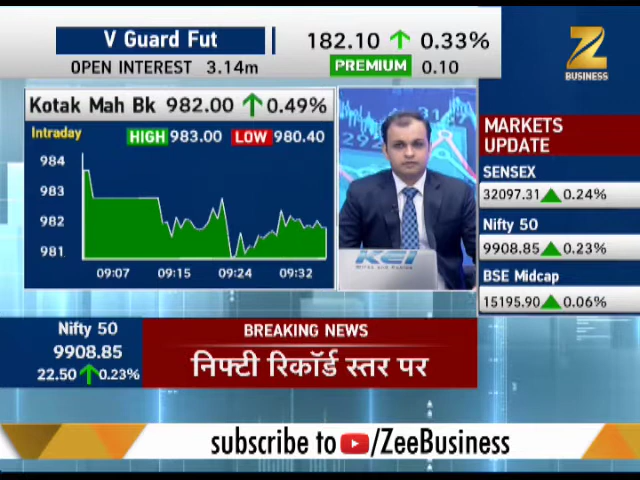 V Guard Fut
182.10 0.33%
OPEN INTEREST 3.14m
PREMIUM 0.10
Z
BUSINESS
Kotak Mah Bk 982.00 0.49%
Intraday
HIGH 983.00 LOW 980.40
984
983
982
981
09:07 09:15 09:24 09:32
KEI
MARKETS
UPDATE
SENSEX
32097.31 0.24%
Nifty 50
9908.85 0.23%
BSE Midcap
15195.90 0.06%
Nifty 50
9908.85
22.50 0.23%
BREAKING NEWS
निफ्टी रिकॉर्ड स्तर पर
subscribe to /ZeeBusiness